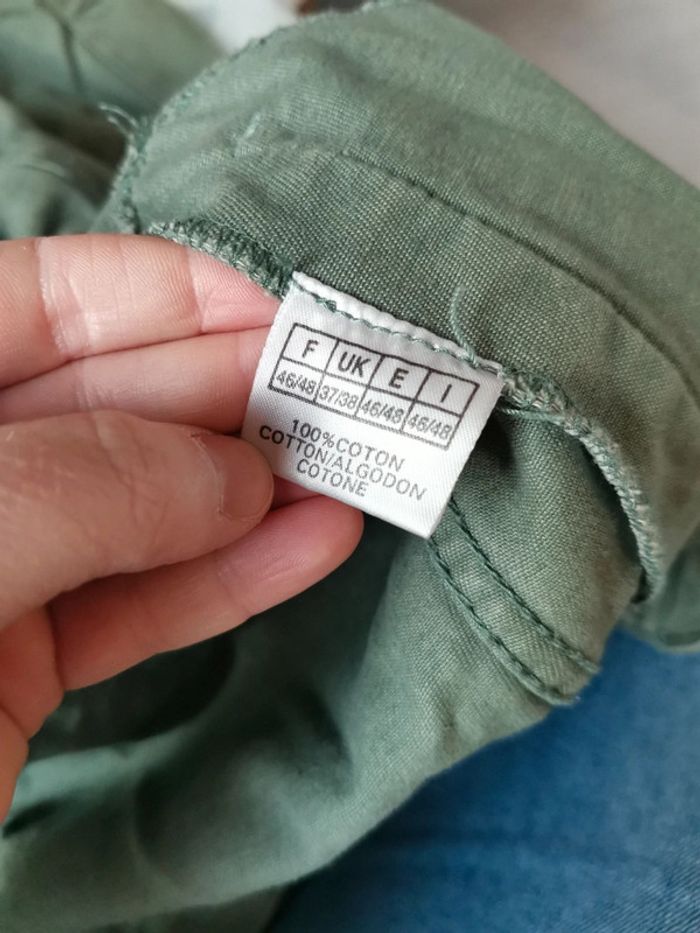 F UK E I
46/48 37/38 46/48 46/48
100%COTON
COTTON/ALGODON
COTONE